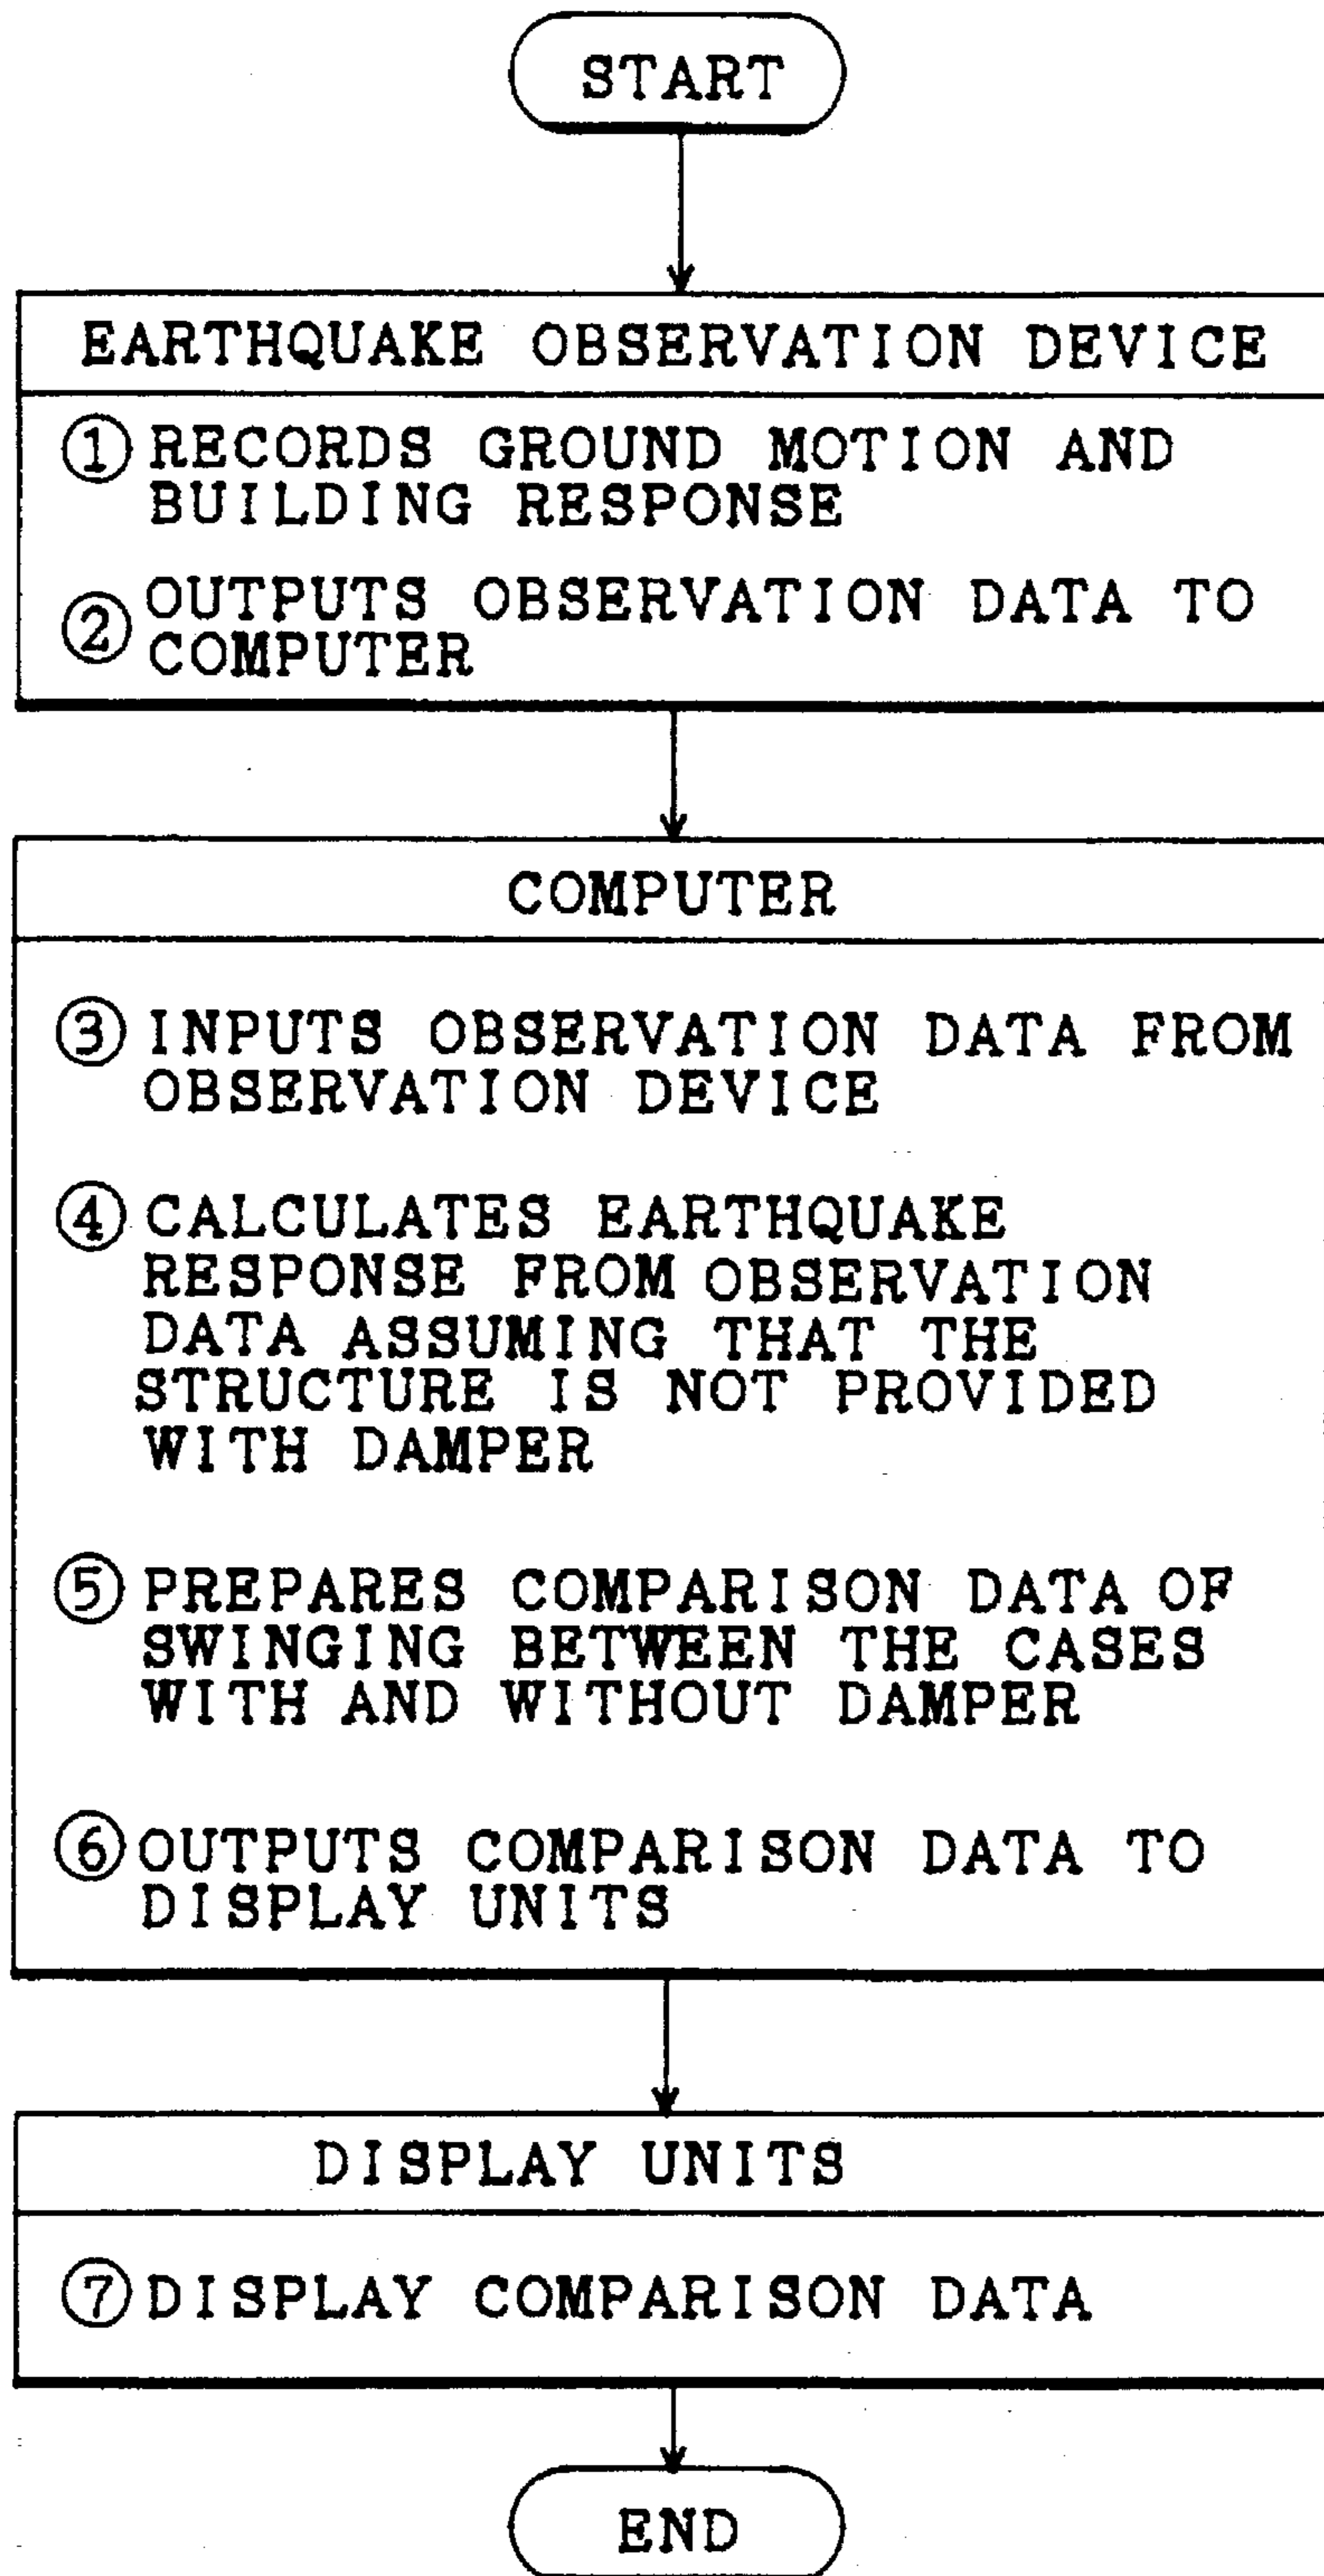 START
EARTHQUAKE OBSERVATION DEVICE
① RECORDS GROUND MOTION AND
BUILDING RESPONSE
② OUTPUTS OBSERVATION DATA TO
COMPUTER
COMPUTER
③ INPUTS OBSERVATION DATA FROM
OBSERVATION DEVICE
④ CALCULATES EARTHQUAKE
RESPONSE FROM OBSERVATION
DATA ASSUMING THAT THE
STRUCTURE IS NOT PROVIDED
WITH DAMPER
⑤ PREPARES COMPARISON DATA OF
SWINGING BETWEEN THE CASES
WITH AND WITHOUT DAMPER
⑥ OUTPUTS COMPARISON DATA TO
DISPLAY UNITS
DISPLAY UNITS
⑦ DISPLAY COMPARISON DATA
END